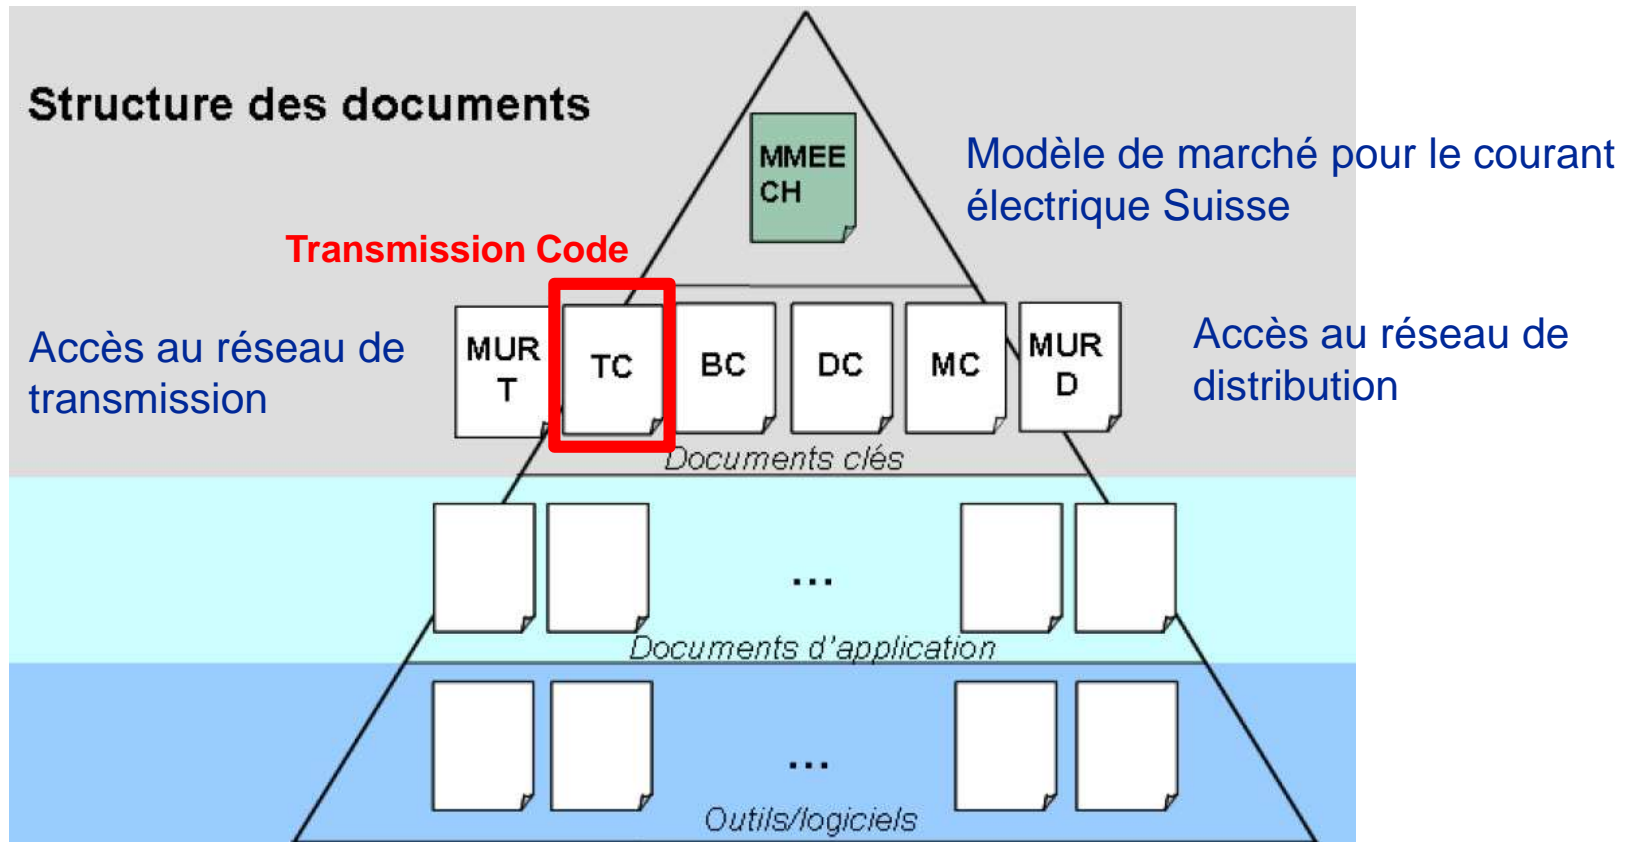 Structure des documents
MMEE
CH
Modèle de marché pour le courant
électrique Suisse
Transmission Code
Accès au réseau de
transmission
MUR
T
TC
BC
DC
MC
MUR
D
Accès au réseau de
distribution
Documents clés
...
Documents d'application
...
Outils/logiciels